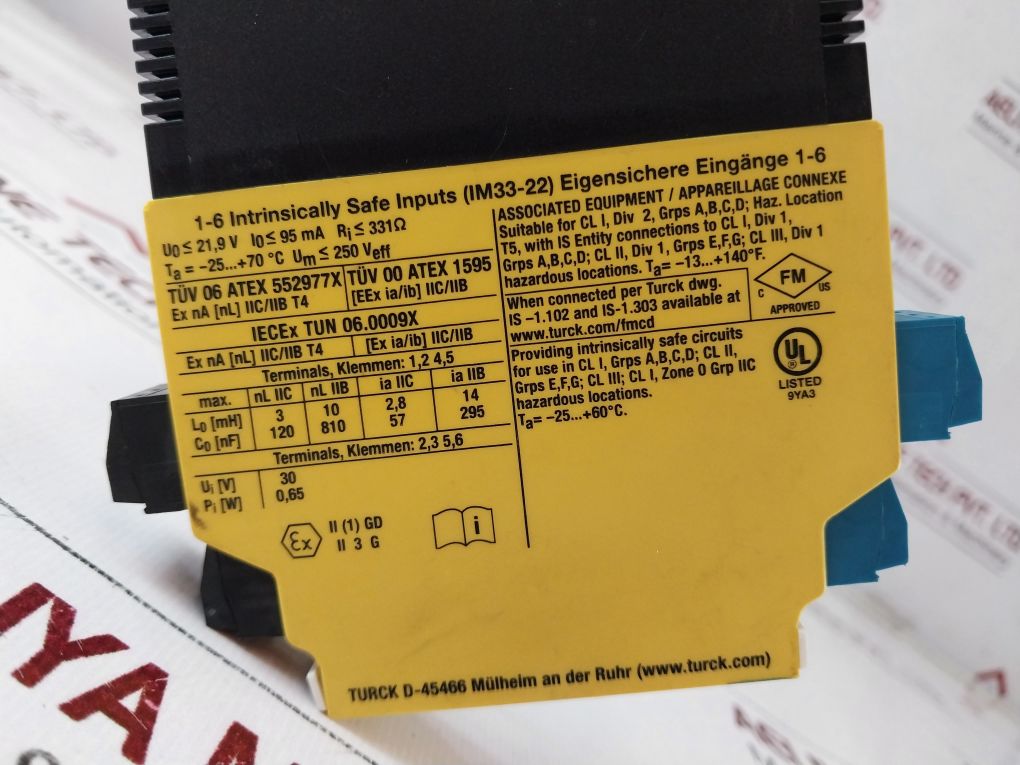 1-6 Intrinsically Safe Inputs (IM33-22) Eigensichere Eingänge 1-6
U0 ≤ 21,9 V I0 ≤ 95 mA Ri ≤ 331Ω
Ta = –25...+70 °C Um ≤ 250 Veff
TÜV 06 ATEX 552977X
Ex nA [nL] IIC/IIB T4
TÜV 00 ATEX 1595
[EEx ia/ib] IIC/IIB
IECEx TUN 06.0009X
Ex nA [nL] IIC/IIB T4
[Ex ia/ib] IIC/IIB
Terminals, Klemmen: 1,2 4,5
max. nL IIC nL IIB ia IIC ia IIB
L0 [mH] 3 10 2,8 14
C0 [nF] 120 810 57 295
Terminals, Klemmen: 2,3 5,6
Ui [V] 30
Pi [W] 0,65
Ex
II (1) GD
II 3 G
i
ASSOCIATED EQUIPMENT / APPAREILLAGE CONNEXE
Suitable for CL I, Div 2, Grps A,B,C,D; Haz. Location
T5, with IS Entity connections to CL I, Div 1,
Grps A,B,C,D; CL II, Div 1, Grps E,F,G; CL III, Div 1
hazardous locations. Ta= –13...+140°F.
When connected per Turck dwg.
IS –1.102 and IS-1.303 available at
www.turck.com/fmcd
FM
C US
APPROVED
Providing intrinsically safe circuits
for use in CL I, Grps A,B,C,D; CL II,
Grps E,F,G; CL III; CL I, Zone 0 Grp IIC
hazardous locations.
Ta= –25...+60°C.
UL
®
LISTED
9YA3
TURCK D-45466 Mülheim an der Ruhr (www.turck.com)